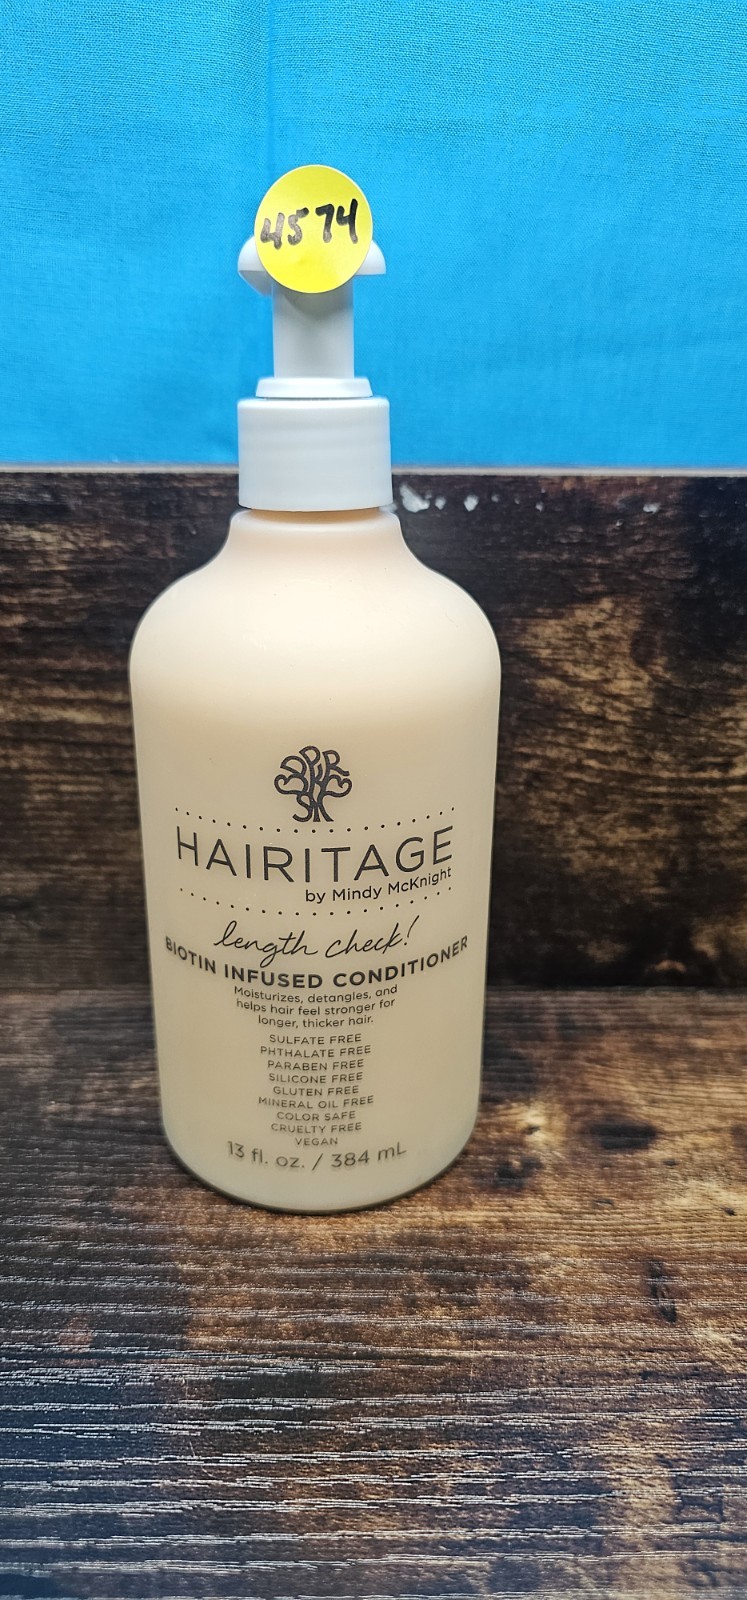 4574
HAIRITAGE
by Mindy McKnight
length check!
BIOTIN INFUSED CONDITIONER
Moisturizes, detangles, and
helps hair feel stronger for
longer, thicker hair.
SULFATE FREE
PHTHALATE FREE
PARABEN FREE
SILICONE FREE
GLUTEN FREE
MINERAL OIL FREE
COLOR SAFE
CRUELTY FREE
VEGAN
13 fl. oz. / 384 mL